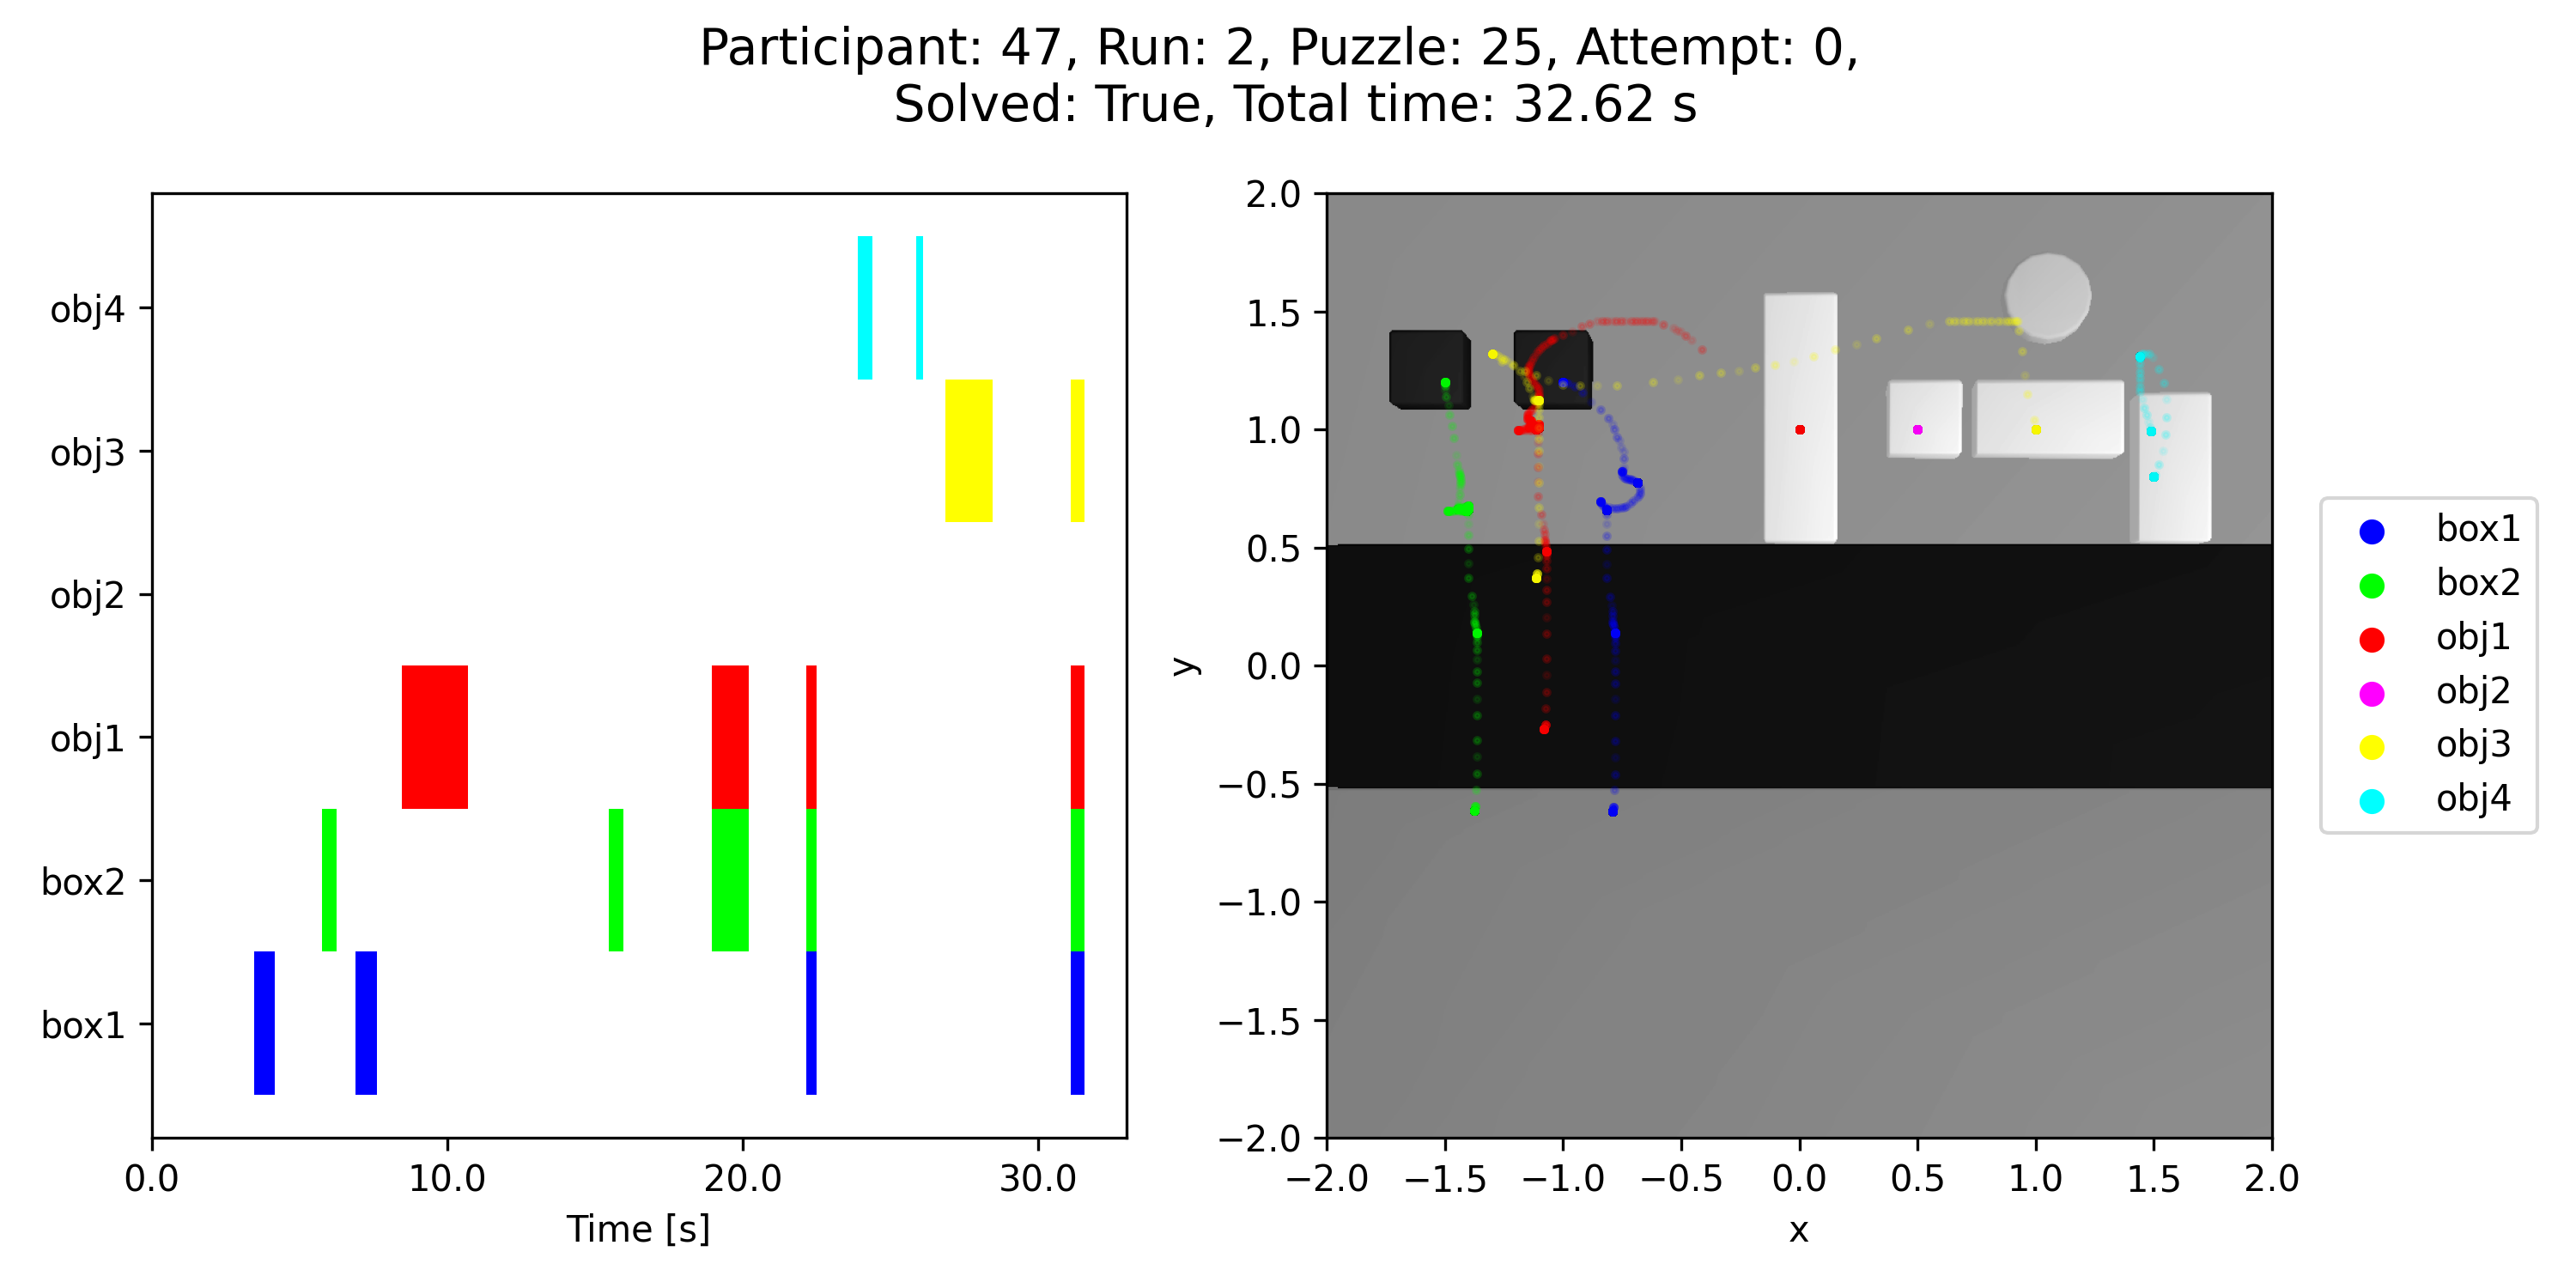 Participant: 47, Run: 2, Puzzle: 25, Attempt: 0,
Solved: True, Total time: 32.62 s
obj4
obj3
obj2
obj1
box2
box1
0.0 10.0 20.0 30.0
Time [s]
2.0
1.5
1.0
0.5
0.0
−0.5
−1.0
−1.5
−2.0
y
−2.0 −1.5 −1.0 −0.5 0.0 0.5 1.0 1.5 2.0
x
box1
box2
obj1
obj2
obj3
obj4